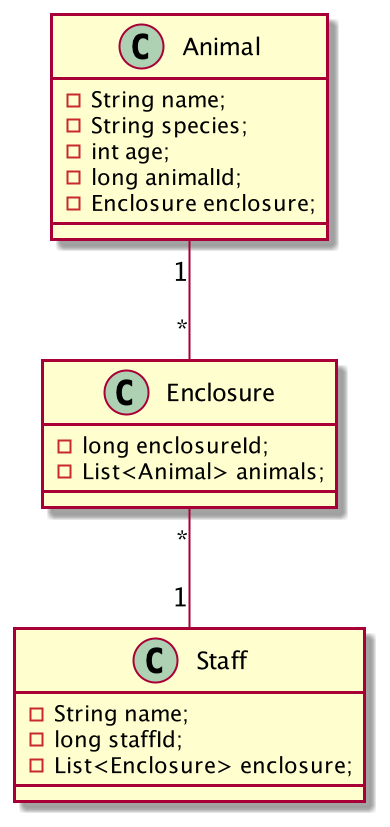 C Animal
String name;
String species;
int age;
long animalId;
Enclosure enclosure;
1
*
C Enclosure
long enclosureId;
List<Animal> animals;
*
1
C Staff
String name;
long staffId;
List<Enclosure> enclosure;